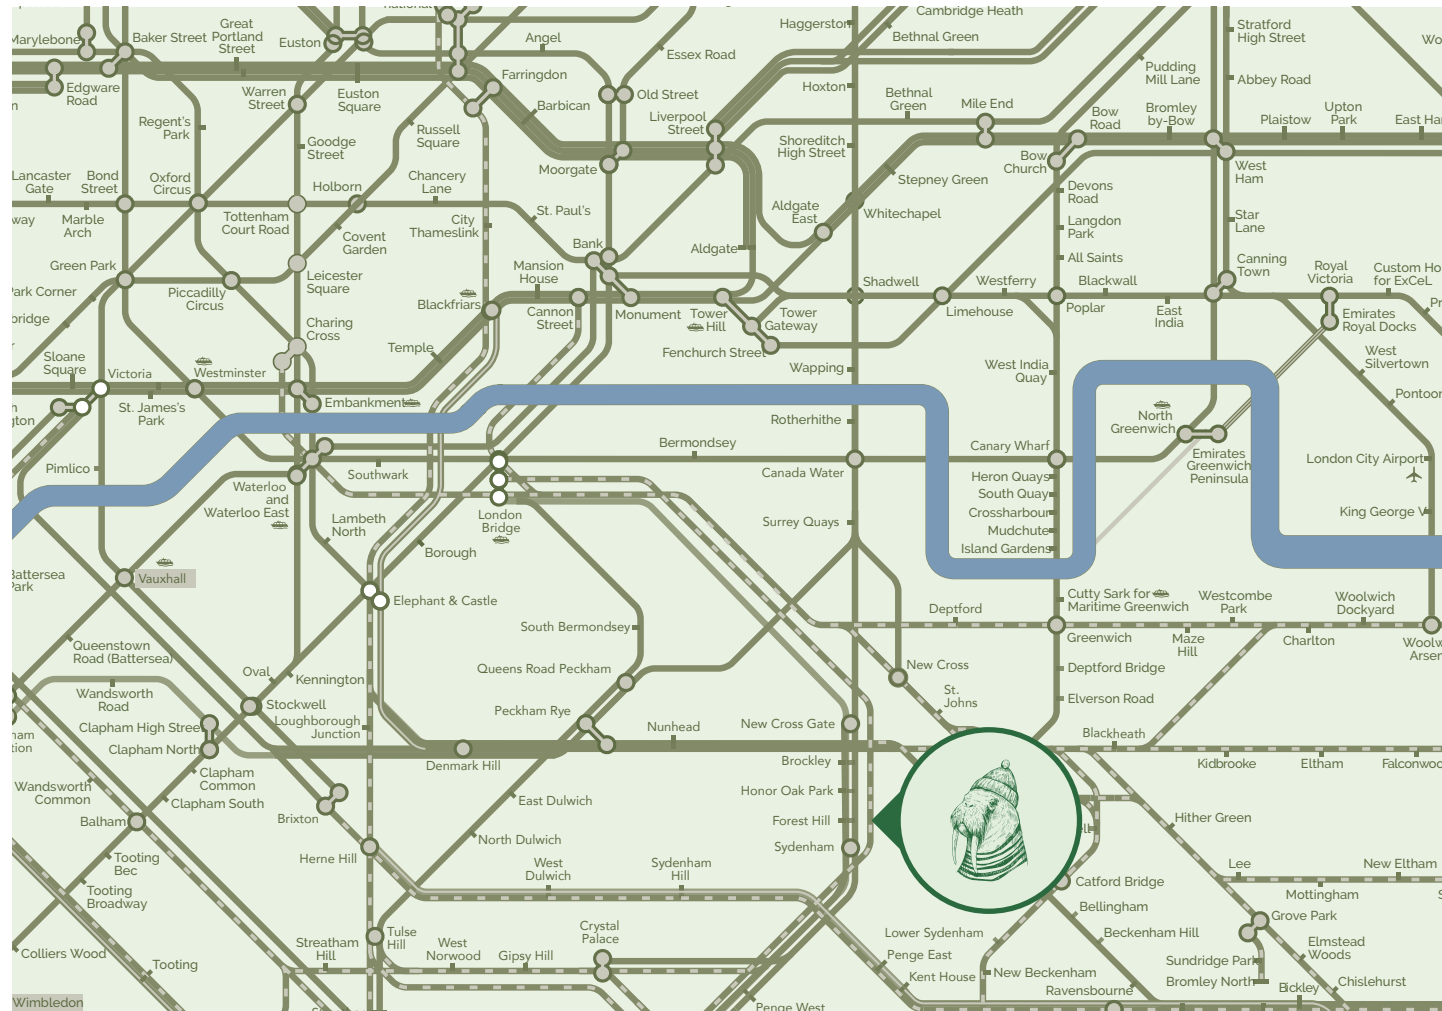 Marylebone
Baker Street
Great
Portland
Street
Euston
Angel
Essex Road
Haggerston
Cambridge Heath
Bethnal Green
Stratford
High Street
Edgware
Road
Warren
Street
Euston
Square
Farringdon
Barbican
Old Street
Liverpool
Street
Hoxton
Bethnal
Green
Mile End
Pudding
Mill Lane
Abbey Road
Regent's
Park
Goodge
Street
Russell
Square
Moorgate
Shoreditch
High Street
Bow
Road
Bromley
by-Bow
Plaistow
Upton
Park
Bow
Church
West
Ham
Lancaster
Gate
Bond
Street
Oxford
Circus
Holborn
Chancery
Lane
Stepney Green
Devons
Road
Marble
Arch
Tottenham
Court Road
Covent
Garden
City
Thameslink
St. Paul's
Aldgate
East
Whitechapel
Langdon
Park
Star
Lane
Green Park
Piccadilly
Circus
Leicester
Square
Bank
Aldgate
All Saints
Canning
Town
Royal
Victoria
Custom Ho
for ExCeL
Park Corner
Mansion
House
Blackfriars
Cannon
Street
Monument
Tower
Hill
Tower
Gateway
Fenchurch Street
Shadwell
Limehouse
Westferry
Poplar
Blackwall
East
India
Emirates
Royal Docks
Charing
Cross
Temple
Sloane
Square
Victoria
St. James's
Park
Westminster
Embankment
Wapping
West India
Quay
West
Silvertown
Pontoon
Rotherhithe
North
Greenwich
Pimlico
Southwark
Bermondsey
Canada Water
Canary Wharf
Emirates
Greenwich
Peninsula
London City Airport
Heron Quays
South Quay
Crossharbour
Mudchute
Island Gardens
Waterloo
and
Waterloo East
Lambeth
North
London
Bridge
Borough
Surrey Quays
King George V
Battersea
Park
Vauxhall
Elephant & Castle
South Bermondsey
Deptford
Cutty Sark for
Maritime Greenwich
Westcombe
Park
Woolwich
Dockyard
Greenwich
Maze
Hill
Charlton
Queenstown
Road (Battersea)
Oval
Kennington
Queens Road Peckham
New Cross
Deptford Bridge
Wandsworth
Road
Stockwell
St.
Johns
Elverson Road
Clapham High Street
Loughborough
Junction
Peckham Rye
Nunhead
New Cross Gate
Clapham North
Denmark Hill
Blackheath
Kidbrooke
Eltham
Falconwoo
Clapham
Common
Brockley
Wandsworth
Common
Clapham South
East Dulwich
Honor Oak Park
Balham
Brixton
Forest Hill
Hither Green
Herne Hill
North Dulwich
Sydenham
Tooting
Bec
West
Dulwich
Sydenham
Hill
Lee
New Eltham
Catford Bridge
Mottingham
Tooting
Broadway
Bellingham
Grove Park
Colliers Wood
Streatham
Hill
Tulse
Hill
West
Norwood
Gipsy Hill
Crystal
Palace
Lower Sydenham
Beckenham Hill
Elmstead
Woods
Tooting
Penge East
Sundridge Park
Kent House
New Beckenham
Bromley North
Chislehurst
Ravensbourne
Bickley
Wimbledon
Penge West